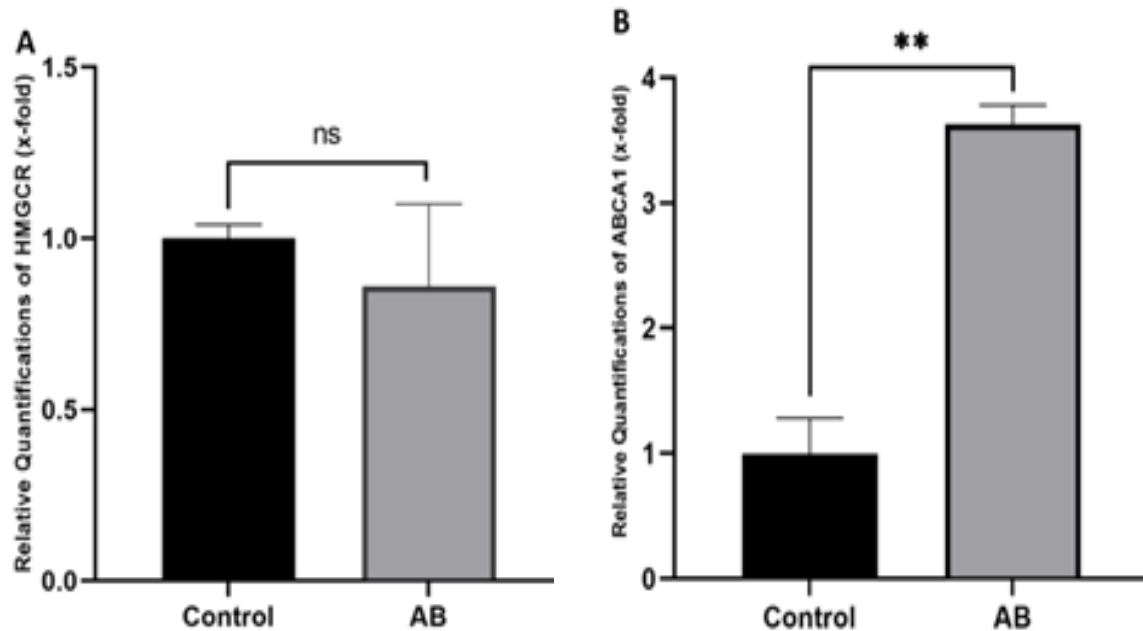 A
Relative Quantifications of HMGCR (x-fold)
1.5
1.0
0.5
0.0
ns
Control
AB
B
Relative Quantifications of ABCA1 (x-fold)
4
3
2
1
0
**
Control
AB